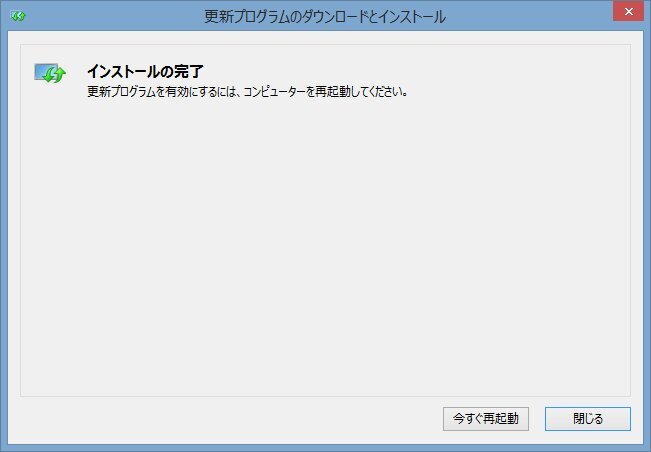 更新プログラムのダウンロードとインストール
インストールの完了
更新プログラムを有効にするには、コンピューターを再起動してください。
今すぐ再起動
閉じる